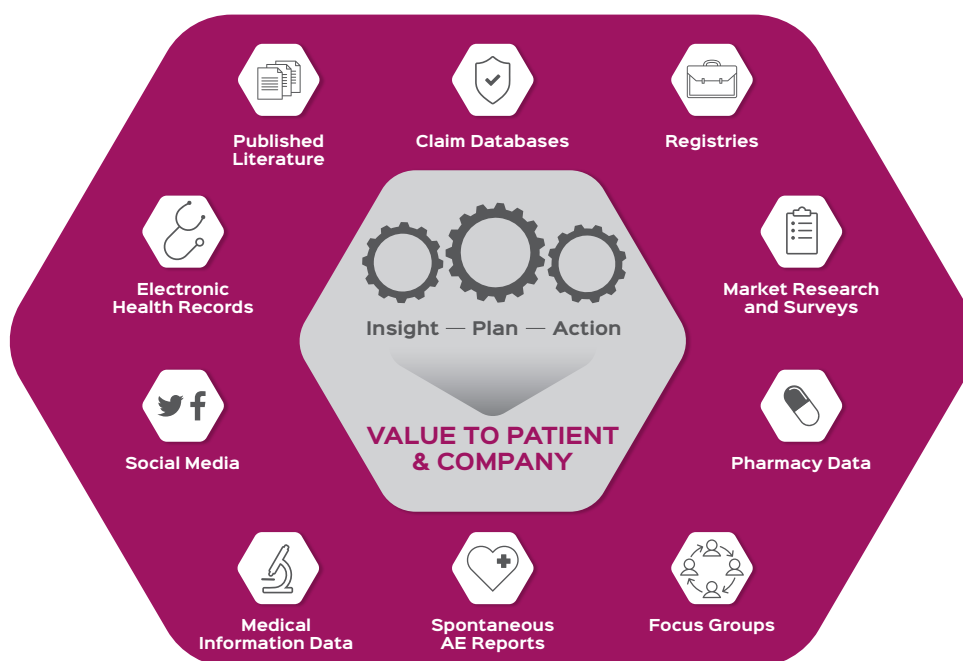 Published
Literature
Claim Databases
Registries
Electronic
Health Records
Insight — Plan — Action
Market Research
and Surveys
VALUE TO PATIENT
& COMPANY
Social Media
Pharmacy Data
Medical
Information Data
Spontaneous
AE Reports
Focus Groups